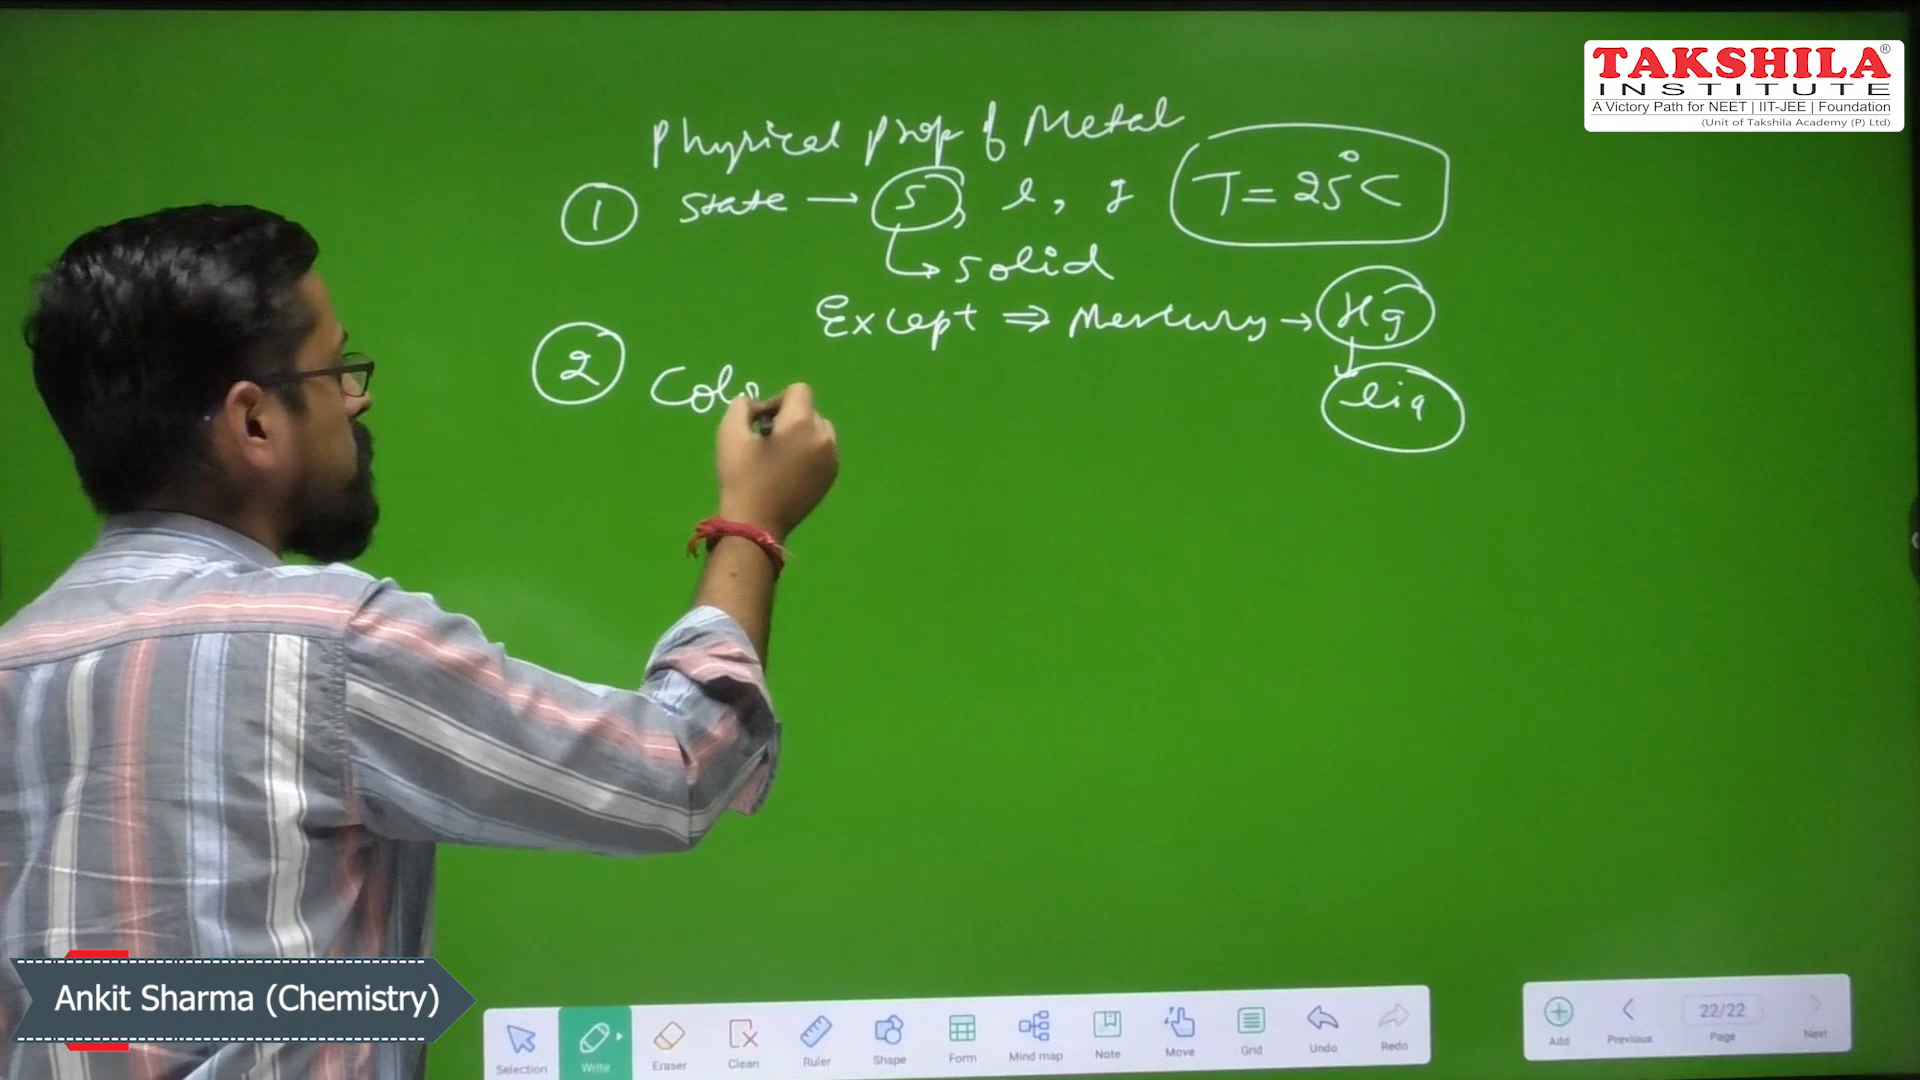 TAKSHILA®
INSTITUTE
A Victory Path for NEET | IIT-JEE | Foundation
(Unit of Takshila Academy (P) Ltd)
Physical prop of Metal
1 State → s, l, g T = 25°C
↳ solid
Except ⇒ Mercury → Hg
↓
liq
2 Colo
Ankit Sharma (Chemistry)
Selection Write Eraser Clean Ruler Shape Form Mind map Note Move Grid Undo Redo
Add Previous 22/22 Page Next